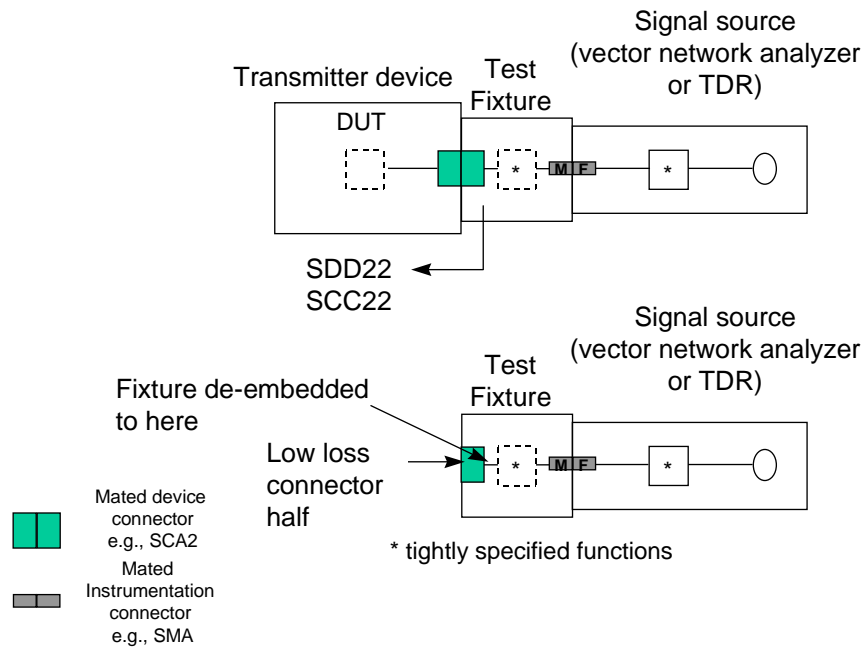 Signal source
(vector network analyzer
or TDR)
Test
Fixture
Transmitter device
DUT
*
M F
*
SDD22
SCC22
Signal source
(vector network analyzer
or TDR)
Test
Fixture
Fixture de-embedded
to here
Low loss
connector
half
*
M F
*
* tightly specified functions
Mated device
connector
e.g., SCA2
Mated
Instrumentation
connector
e.g., SMA